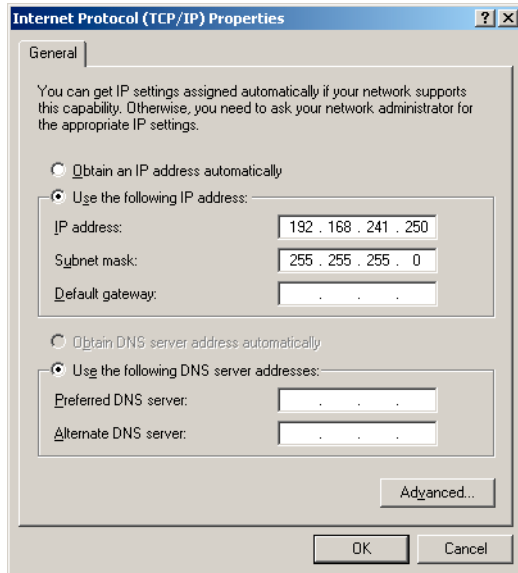 Internet Protocol (TCP/IP) Properties
General
You can get IP settings assigned automatically if your network supports
this capability. Otherwise, you need to ask your network administrator for
the appropriate IP settings.
Obtain an IP address automatically
Use the following IP address:
IP address: 192 . 168 . 241 . 250
Subnet mask: 255 . 255 . 255 . 0
Default gateway: . . .
Obtain DNS server address automatically
Use the following DNS server addresses:
Preferred DNS server: . . .
Alternate DNS server: . . .
Advanced...
OK Cancel